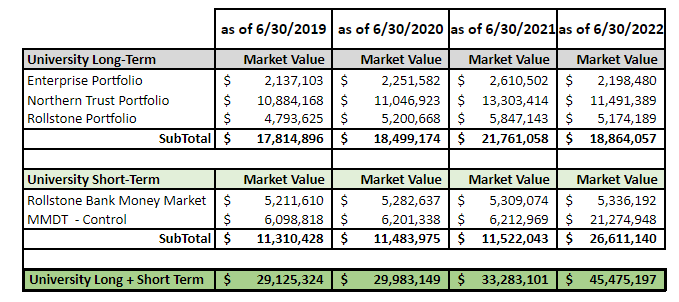 as of 6/30/2019 as of 6/30/2020 as of 6/30/2021 as of 6/30/2022
University Long-Term Market Value Market Value Market Value Market Value
Enterprise Portfolio $ 2,137,103 $ 2,251,582 $ 2,610,502 $ 2,198,480
Northern Trust Portfolio $ 10,884,168 $ 11,046,923 $ 13,303,414 $ 11,491,389
Rollstone Portfolio $ 4,793,625 $ 5,200,668 $ 5,847,143 $ 5,174,189
SubTotal $ 17,814,896 $ 18,499,174 $ 21,761,058 $ 18,864,057
University Short-Term Market Value Market Value Market Value Market Value
Rollstone Bank Money Market $ 5,211,610 $ 5,282,637 $ 5,309,074 $ 5,336,192
MMDT - Control $ 6,098,818 $ 6,201,338 $ 6,212,969 $ 21,274,948
SubTotal $ 11,310,428 $ 11,483,975 $ 11,522,043 $ 26,611,140
University Long + Short Term $ 29,125,324 $ 29,983,149 $ 33,283,101 $ 45,475,197